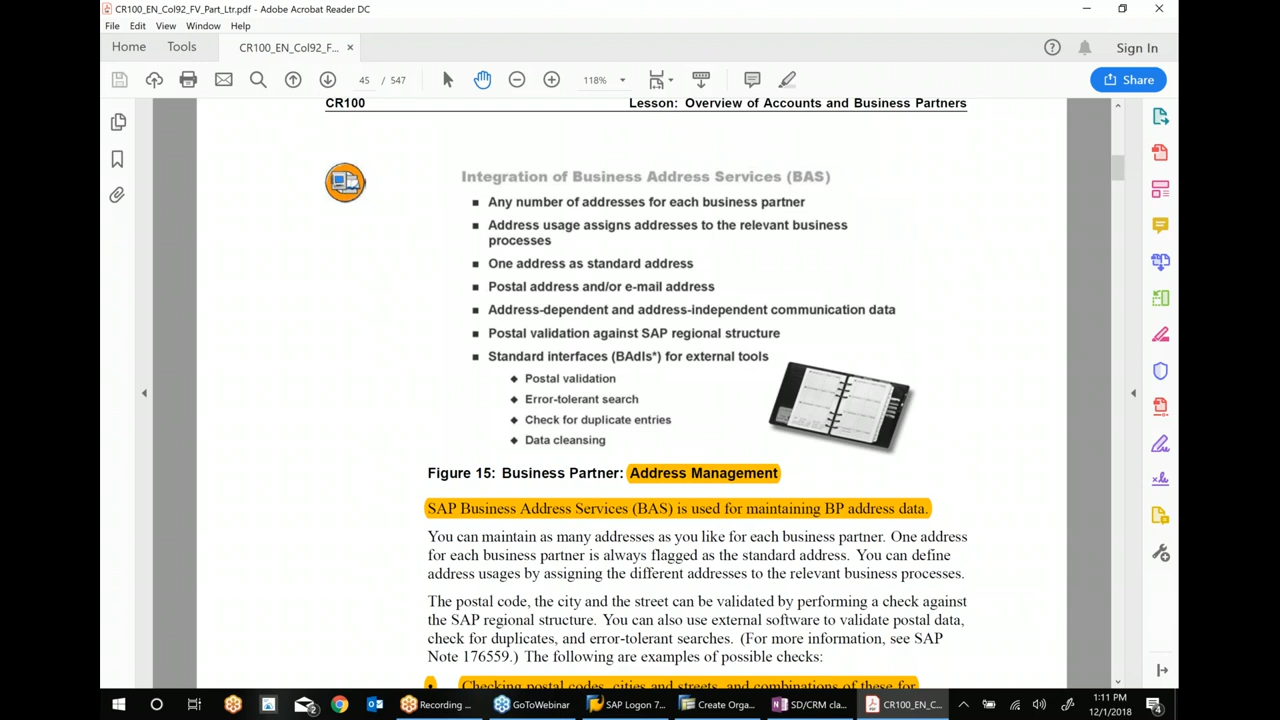 CR100_EN_Col92_FV_Part_Ltr.pdf - Adobe Acrobat Reader DC
File Edit View Window Help
Home Tools CR100_EN_Col92_F... × Sign In
45 / 547 118% Share
CR100 Lesson: Overview of Accounts and Business Partners
Integration of Business Address Services (BAS)
■ Any number of addresses for each business partner
■ Address usage assigns addresses to the relevant business
processes
■ One address as standard address
■ Postal address and/or e-mail address
■ Address-dependent and address-independent communication data
■ Postal validation against SAP regional structure
■ Standard interfaces (BAdIs*) for external tools
◆ Postal validation
◆ Error-tolerant search
◆ Check for duplicate entries
◆ Data cleansing
Figure 15: Business Partner: Address Management
SAP Business Address Services (BAS) is used for maintaining BP address data.
You can maintain as many addresses as you like for each business partner. One address
for each business partner is always flagged as the standard address. You can define
address usages by assigning the different addresses to the relevant business processes.
The postal code, the city and the street can be validated by performing a check against
the SAP regional structure. You can also use external software to validate postal data,
check for duplicates, and error-tolerant searches. (For more information, see SAP
Note 176559.) The following are examples of possible checks:
• Checking postal codes, cities and streets, and combinations of these for
Recording ... GoToWebinar SAP Logon 7... Create Orga... SD/CRM cla... CR100_EN_C... 1:11 PM
12/1/2018